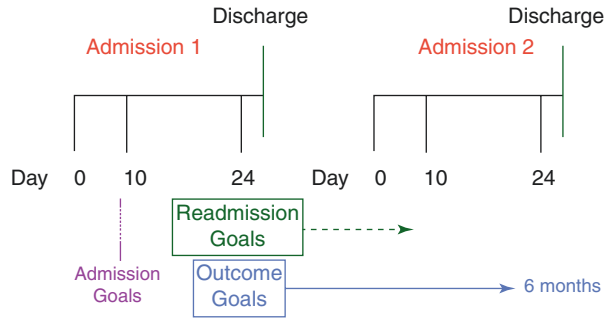 Discharge
Discharge
Admission 1
Admission 2
Day 0 10 24
Day 0 10 24
Readmission
Goals
Admission
Goals
Outcome
Goals
6 months